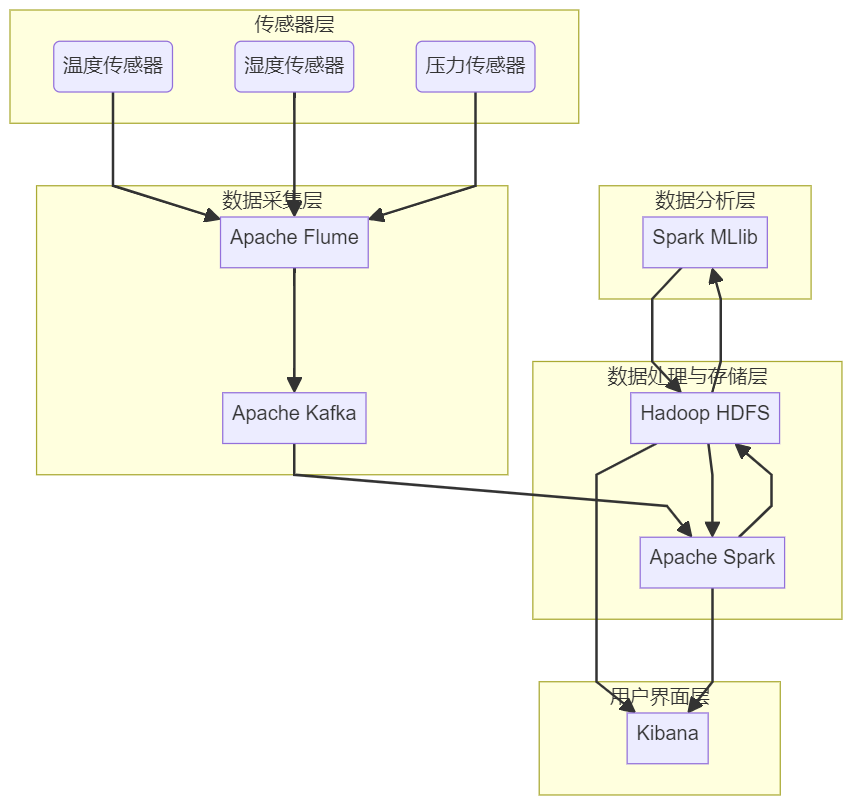 传感器层
温度传感器
湿度传感器
压力传感器
数据采集层
Apache Flume
Apache Kafka
数据分析层
Spark MLlib
数据处理与存储层
Hadoop HDFS
Apache Spark
用户界面层
Kibana